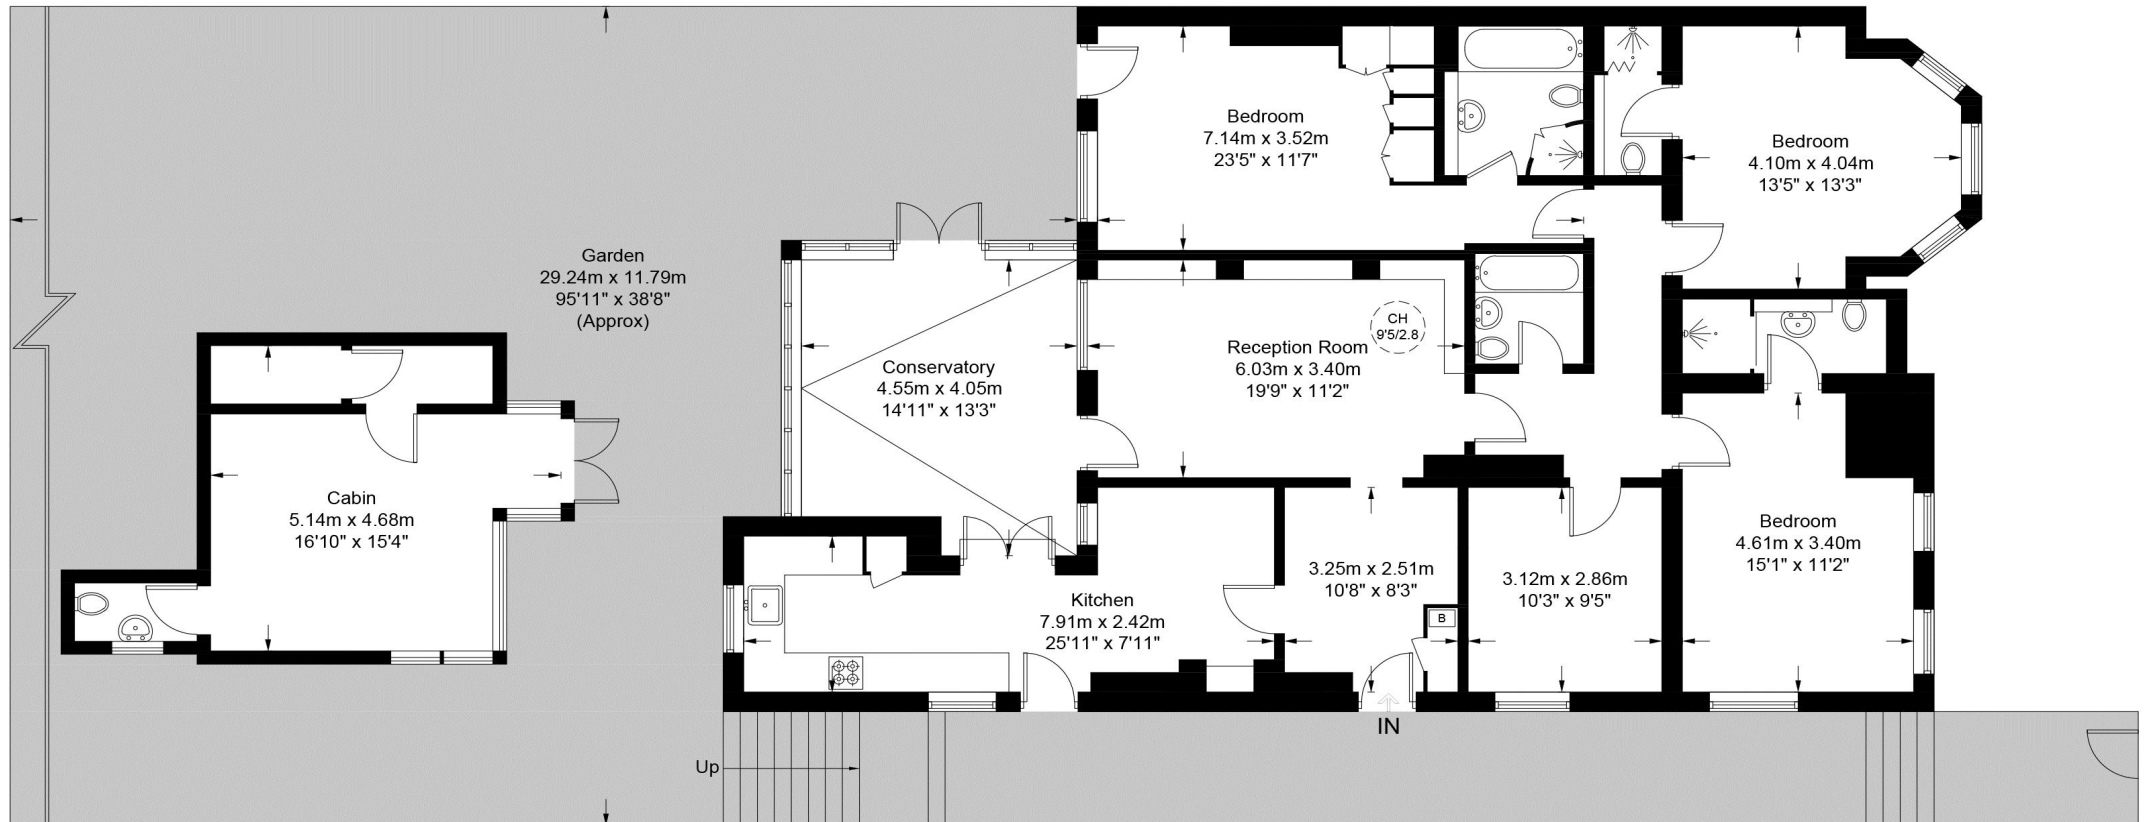 Garden
29.24m x 11.79m
95'11" x 38'8"
(Approx)
Bedroom
7.14m x 3.52m
23'5" x 11'7"
Bedroom
4.10m x 4.04m
13'5" x 13'3"
Conservatory
4.55m x 4.05m
14'11" x 13'3"
Reception Room
6.03m x 3.40m
19'9" x 11'2"
CH
9'5/2.8
Cabin
5.14m x 4.68m
16'10" x 15'4"
Kitchen
7.91m x 2.42m
25'11" x 7'11"
3.25m x 2.51m
10'8" x 8'3"
B
3.12m x 2.86m
10'3" x 9'5"
Bedroom
4.61m x 3.40m
15'1" x 11'2"
IN
Up